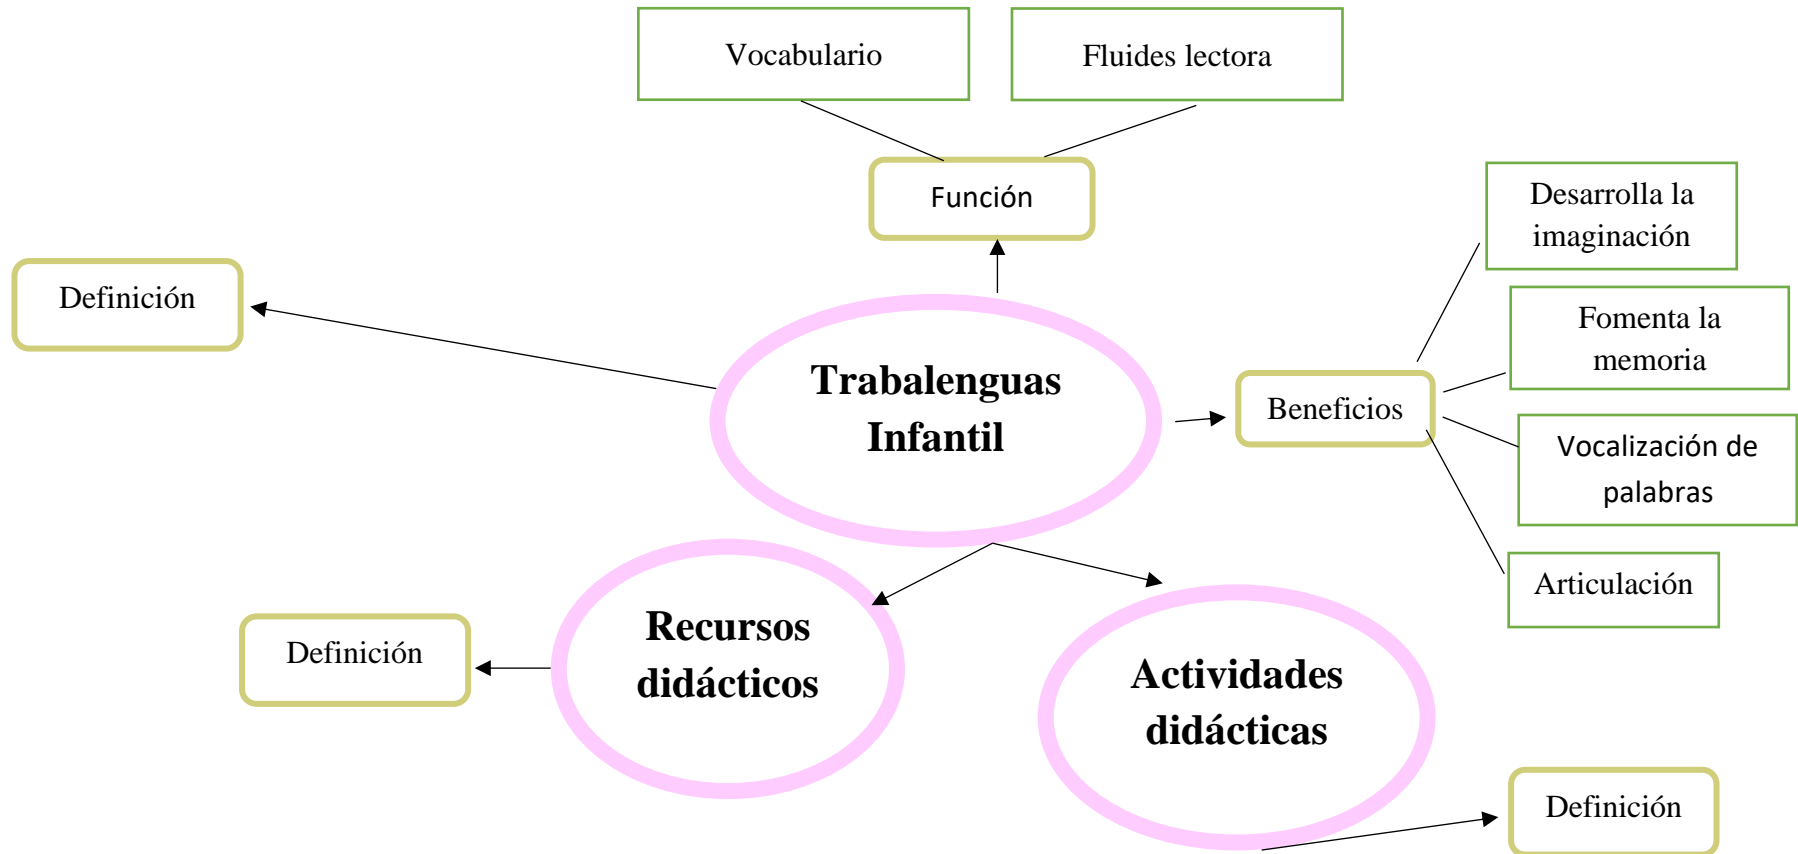 Vocabulario
Fluides lectora
Función
Desarrolla la
imaginación
Definición
Fomenta la
memoria
Trabalenguas
Infantil
Beneficios
Vocalización de
palabras
Articulación
Recursos
didácticos
Definición
Actividades
didácticas
Definición